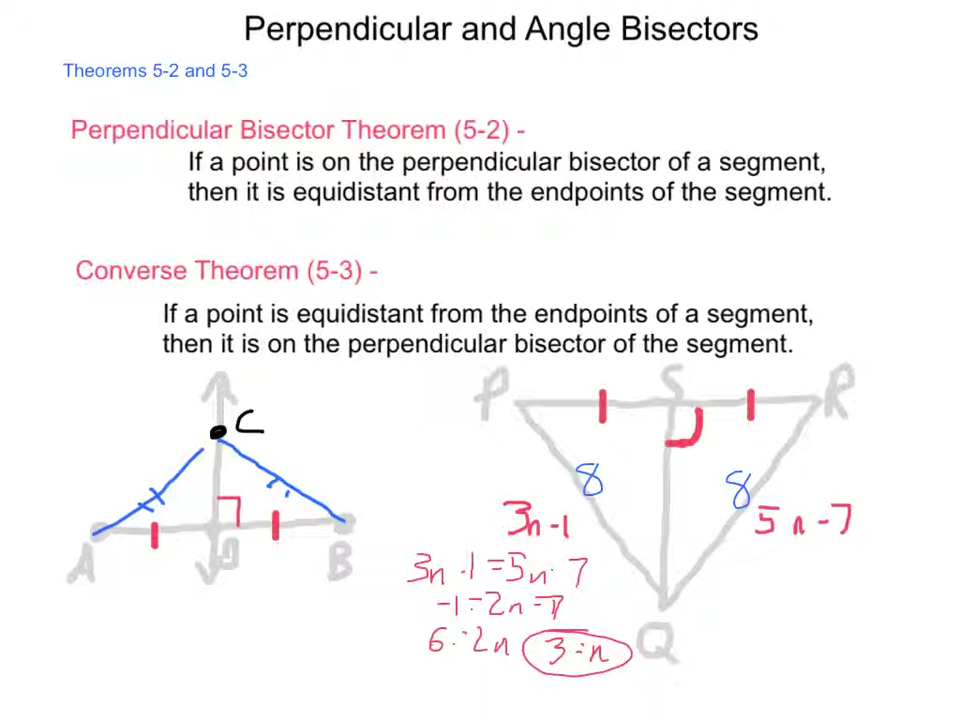 Perpendicular and Angle Bisectors
Theorems 5-2 and 5-3
Perpendicular Bisector Theorem (5-2) -
If a point is on the perpendicular bisector of a segment,
then it is equidistant from the endpoints of the segment.
Converse Theorem (5-3) -
If a point is equidistant from the endpoints of a segment,
then it is on the perpendicular bisector of the segment.
C
A
D
B
P
S
R
8
8
3n-1
5n-7
3n-1=5n-7
-1=2n-7
6=2n
3=n
Q